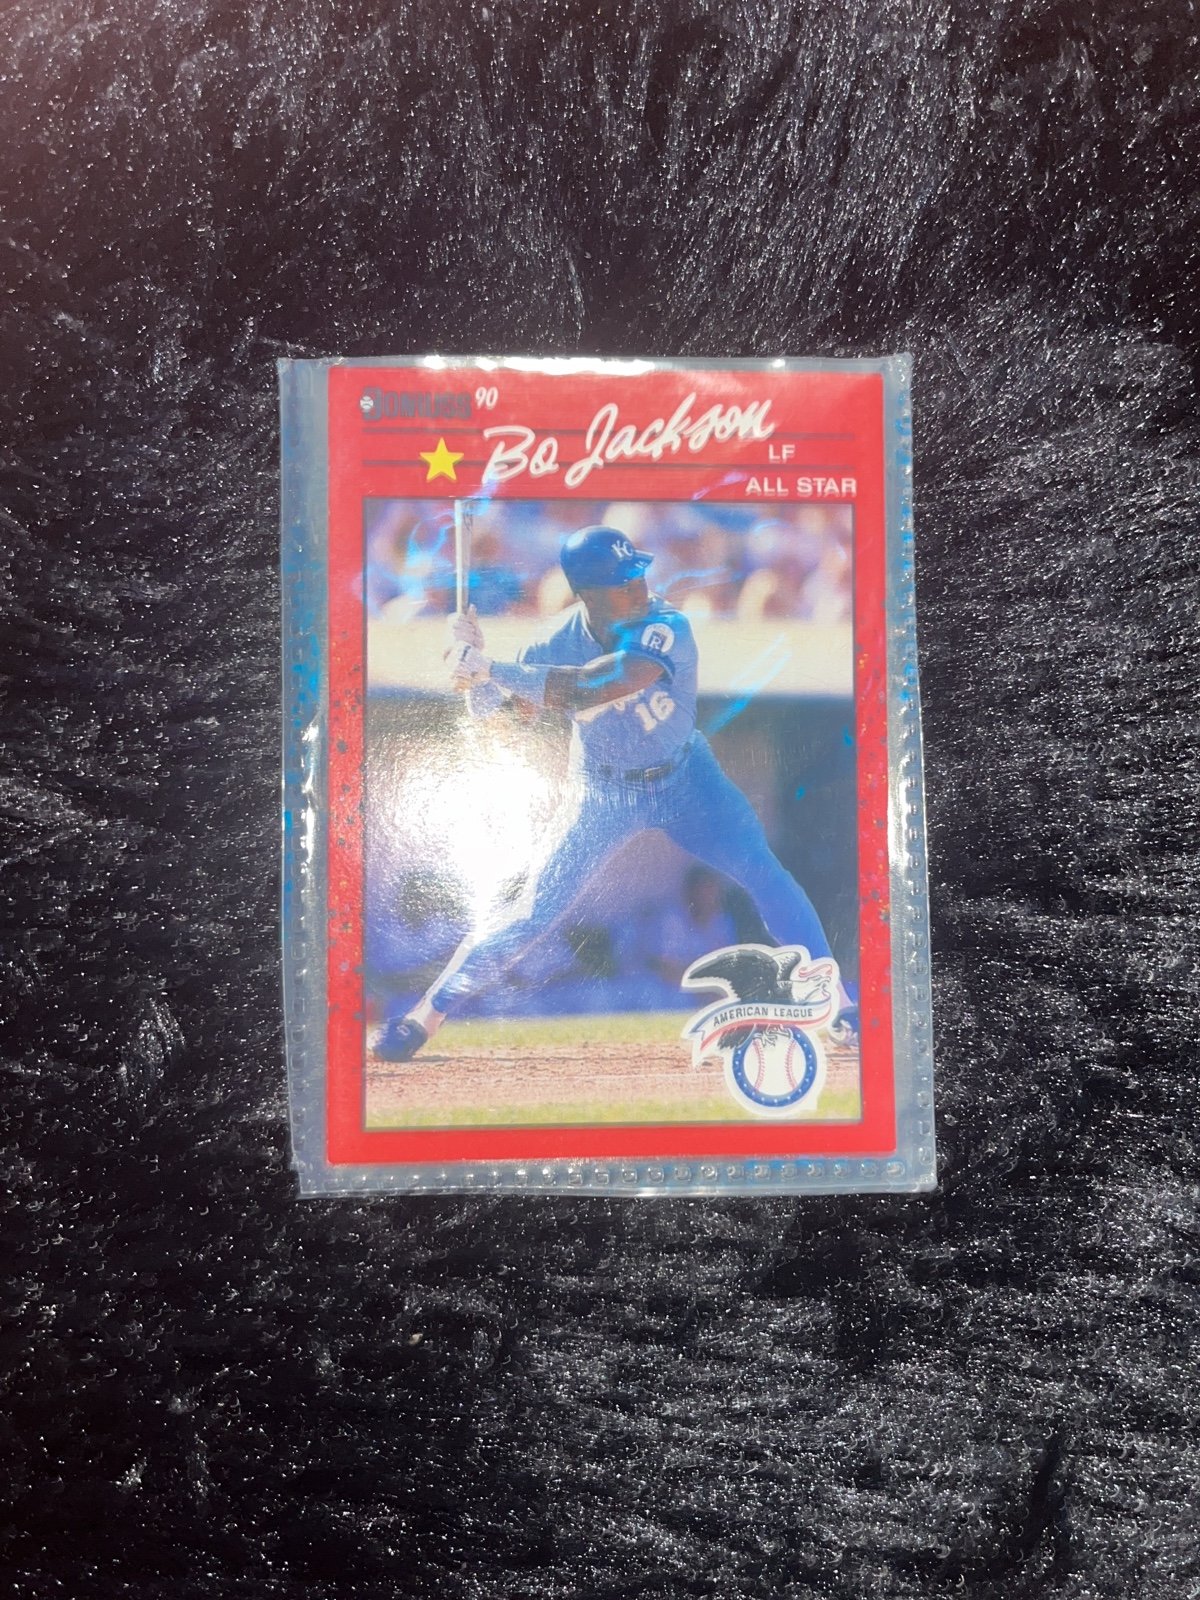 DONRUSS '90
Bo Jackson
LF
ALL STAR
KC
R
16
AMERICAN LEAGUE